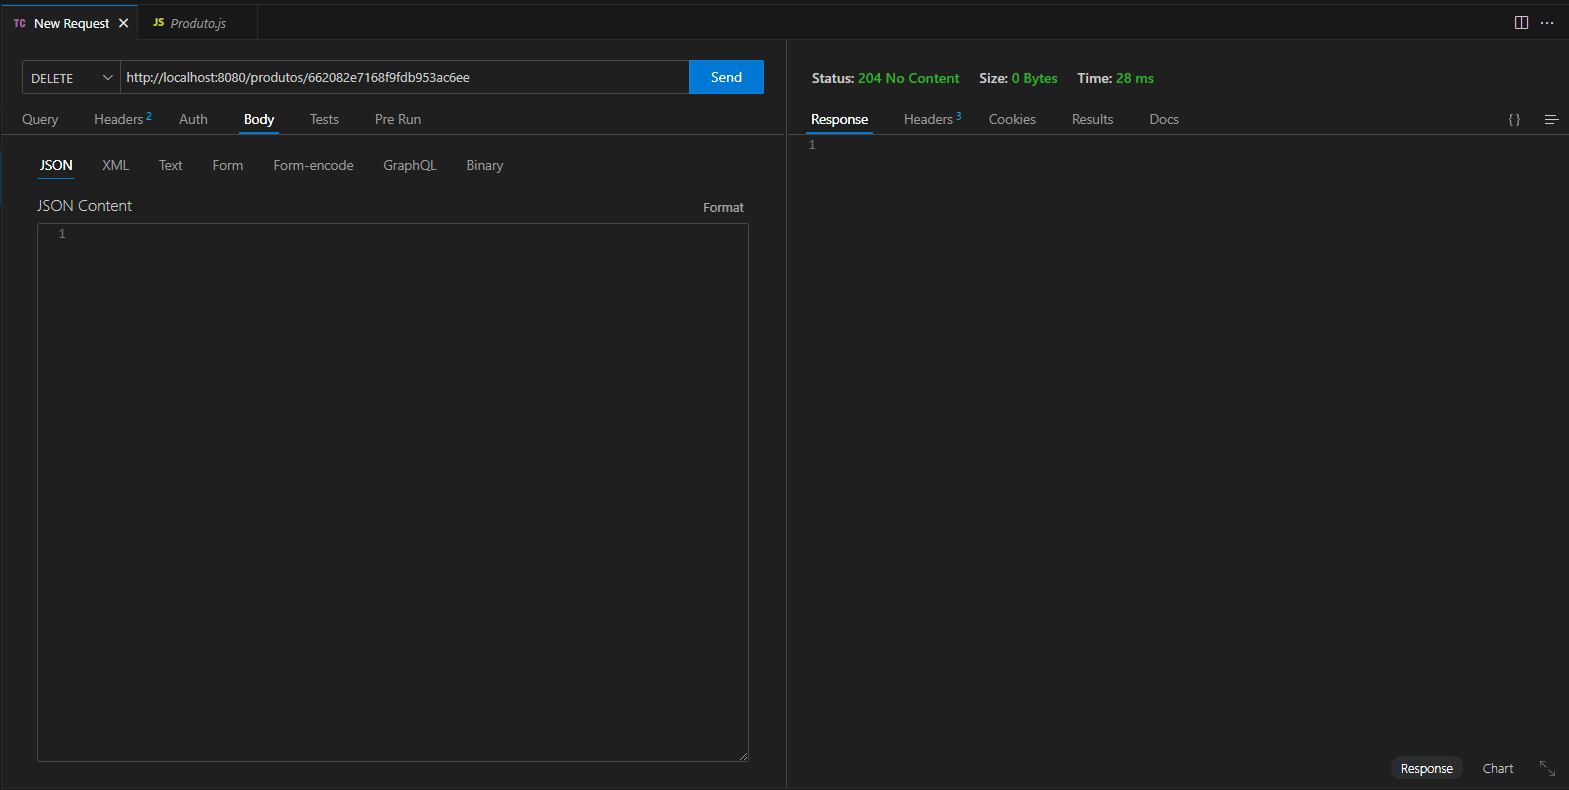 TC New Request JS Produto.js
DELETE http://localhost:8080/produtos/662082e7168f9fdb953ac6ee Send
Query Headers 2 Auth Body Tests Pre Run
JSON XML Text Form Form-encode GraphQL Binary
JSON Content Format
1
Status: 204 No Content Size: 0 Bytes Time: 28 ms
Response Headers 3 Cookies Results Docs { }
1
Response Chart